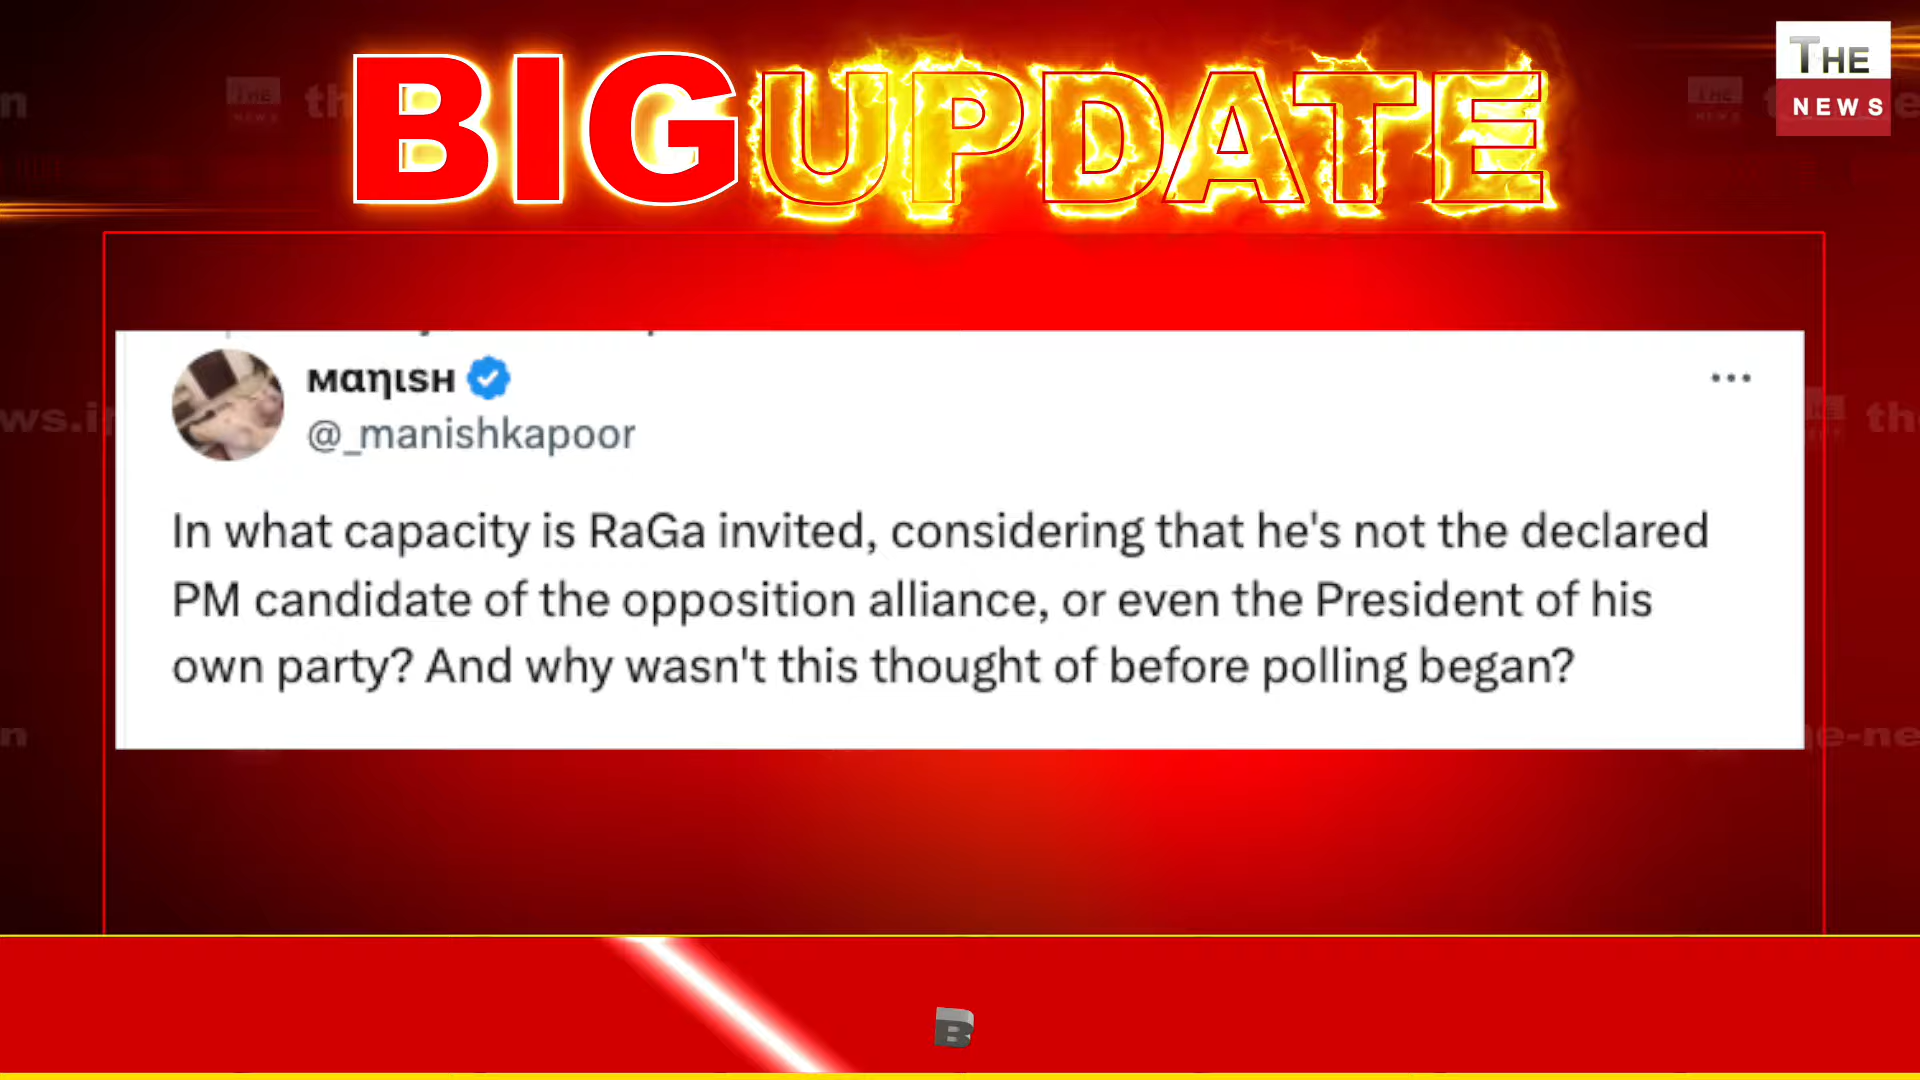 BIG UPDATE
THE
NEWS
мαηιѕн
@_manishkapoor
In what capacity is RaGa invited, considering that he's not the declared
PM candidate of the opposition alliance, or even the President of his
own party? And why wasn't this thought of before polling began?
B